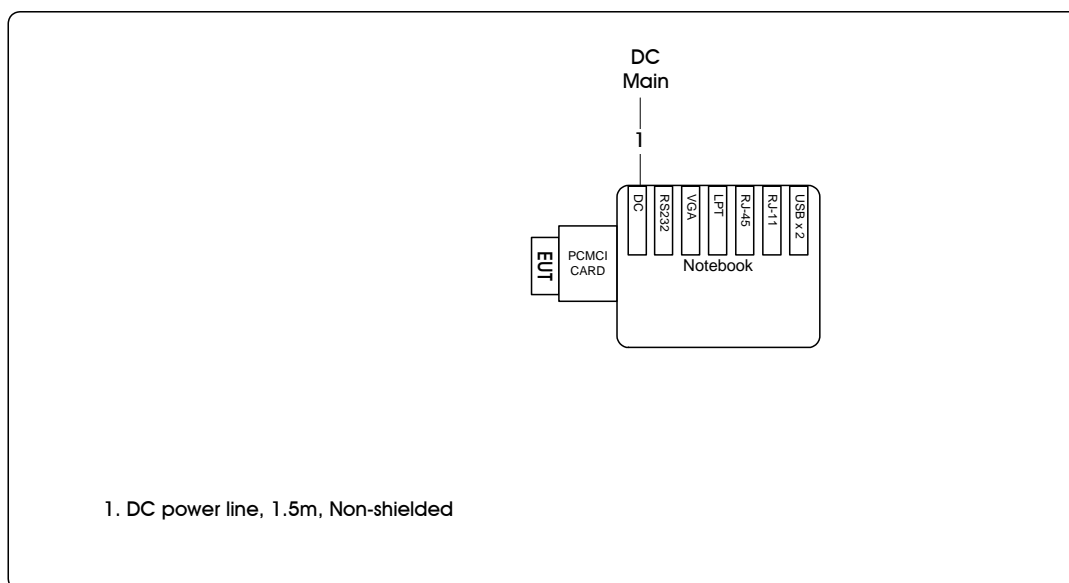 DC
Main
1
DC
RS232
VGA
LPT
RJ-45
RJ-11
USB x 2
Notebook
EUT
PCMCI
CARD
1. DC power line, 1.5m, Non-shielded